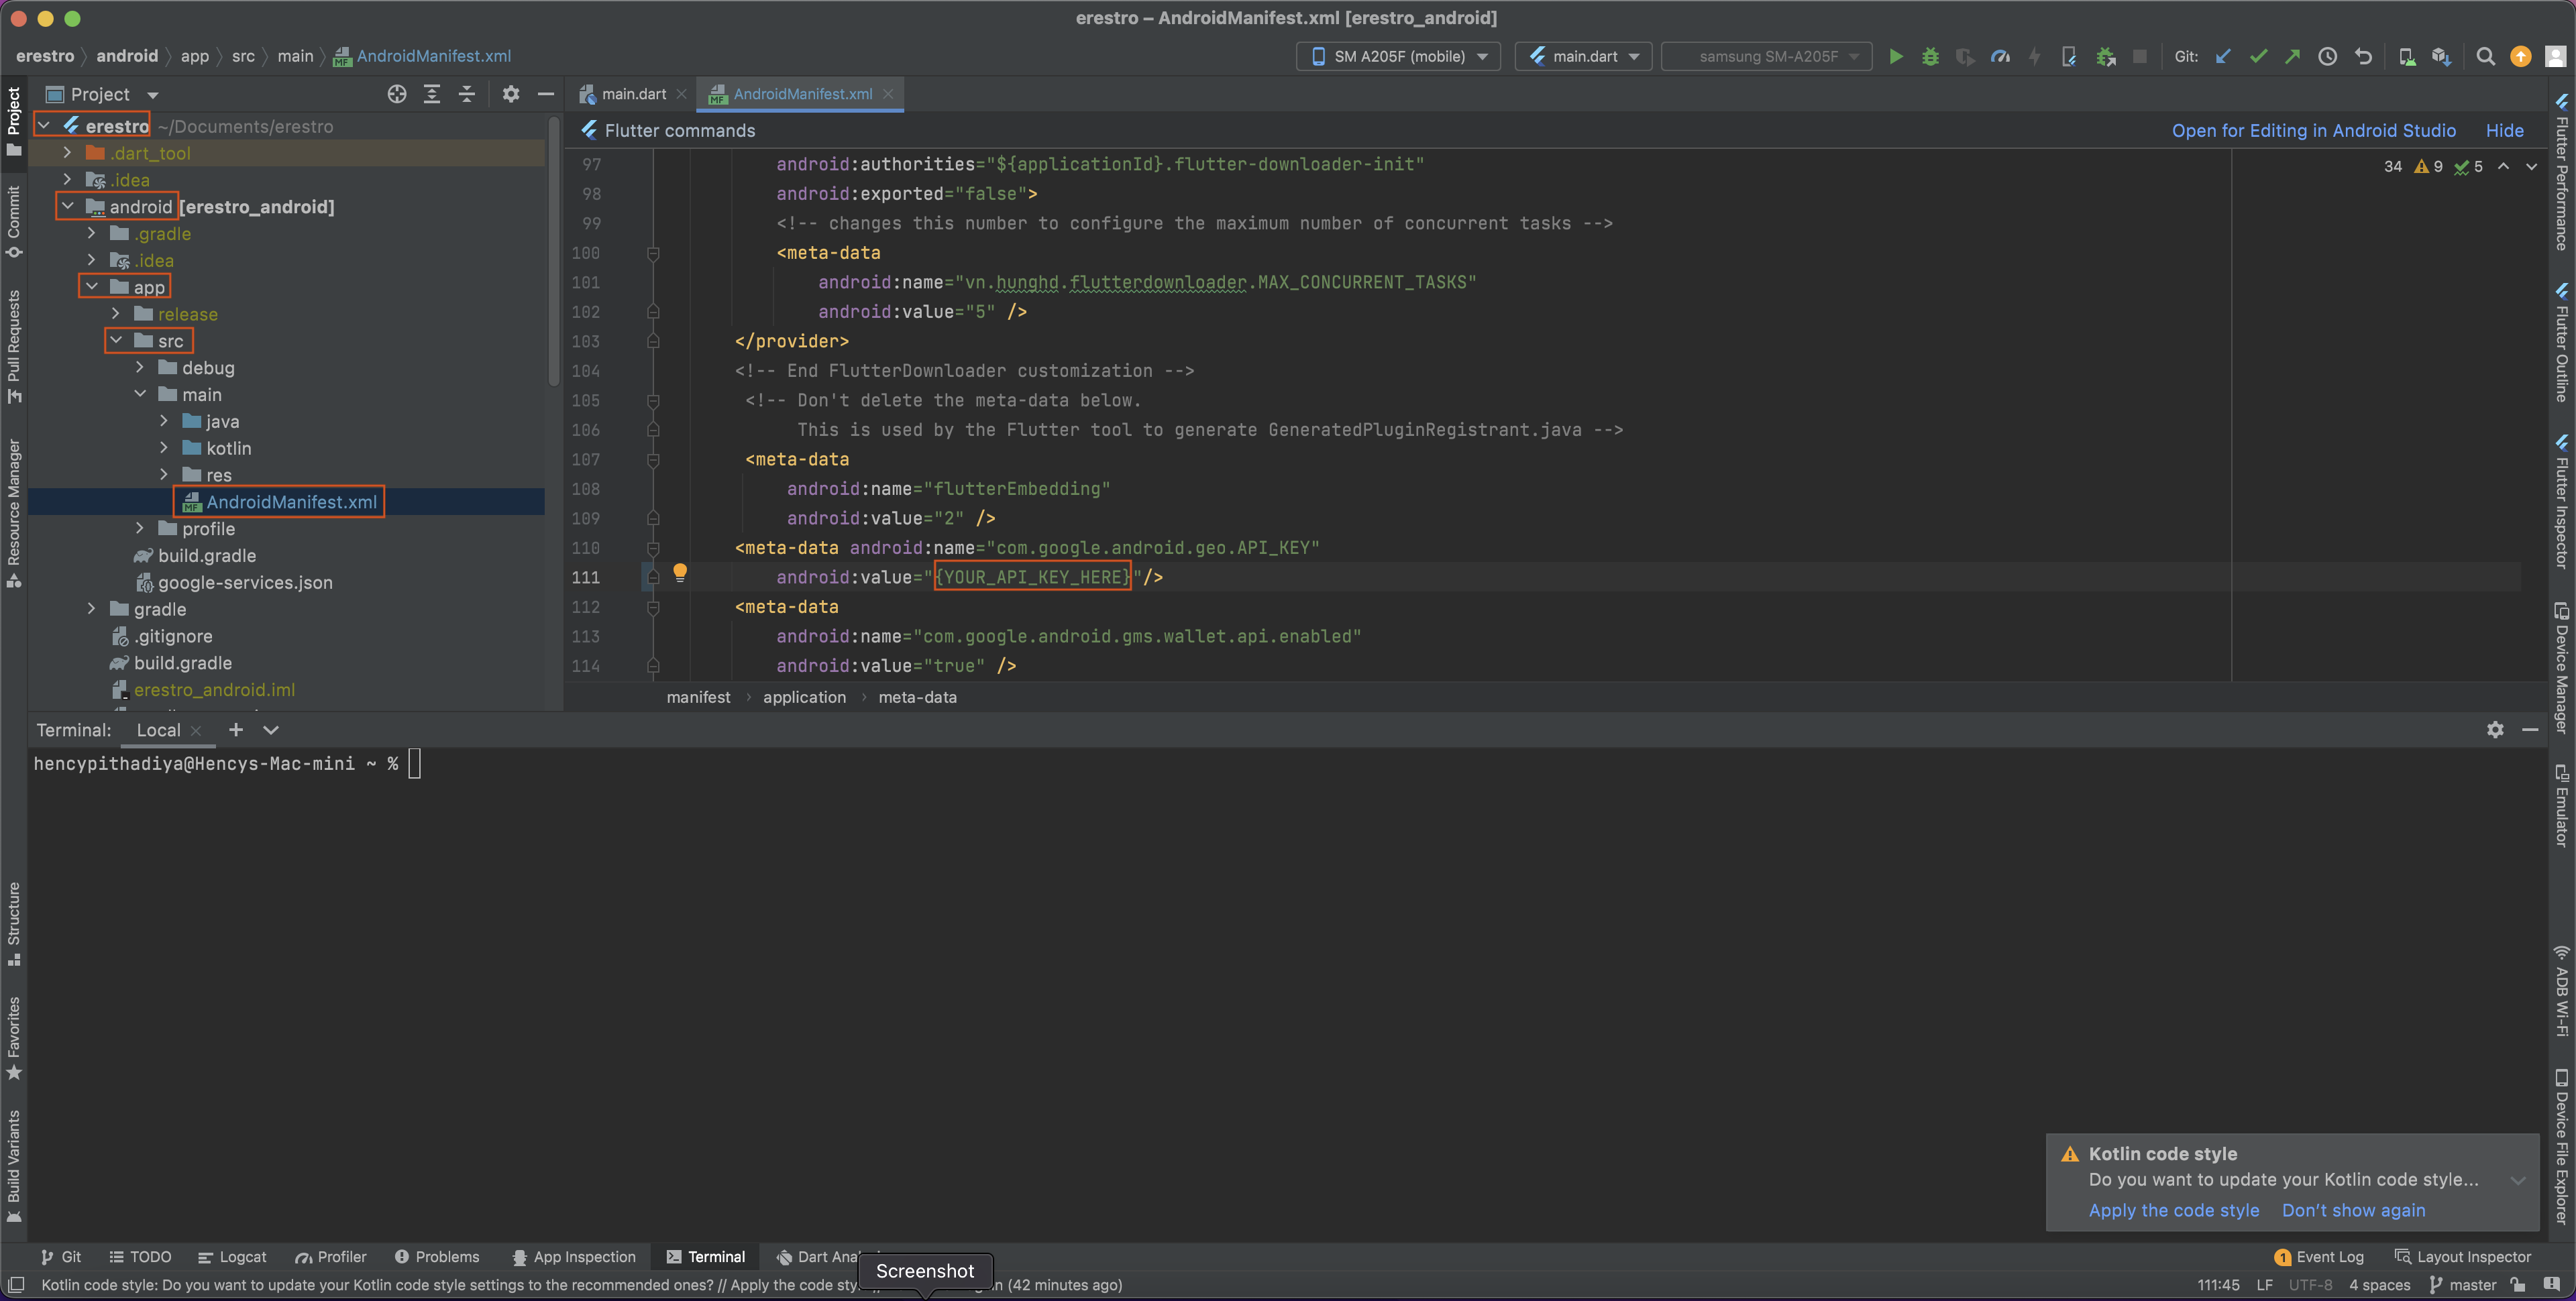 erestro – AndroidManifest.xml [erestro_android]
erestro android app src main AndroidManifest.xml
SM A205F (mobile) main.dart samsung SM-A205F Git:
Project
main.dart AndroidManifest.xml
erestro ~/Documents/erestro
.dart_tool
.idea
android [erestro_android]
.gradle
.idea
app
release
src
debug
main
java
kotlin
res
AndroidManifest.xml
profile
build.gradle
google-services.json
gradle
.gitignore
build.gradle
erestro_android.iml
Flutter commands Open for Editing in Android Studio Hide
34 9 5
97 android:authorities="${applicationId}.flutter-downloader-init"
98 android:exported="false">
99 <!-- changes this number to configure the maximum number of concurrent tasks -->
100 <meta-data
101 android:name="vn.hunghd.flutterdownloader.MAX_CONCURRENT_TASKS"
102 android:value="5" />
103 </provider>
104 <!-- End FlutterDownloader customization -->
105 <!-- Don't delete the meta-data below.
106 This is used by the Flutter tool to generate GeneratedPluginRegistrant.java -->
107 <meta-data
108 android:name="flutterEmbedding"
109 android:value="2" />
110 <meta-data android:name="com.google.android.geo.API_KEY"
111 android:value="{YOUR_API_KEY_HERE}"/>
112 <meta-data
113 android:name="com.google.android.gms.wallet.api.enabled"
114 android:value="true" />
manifest application meta-data
Terminal: Local
hencypithadiya@Hencys-Mac-mini ~ %
Project
Commit
Pull Requests
Resource Manager
Structure
Favorites
Build Variants
Flutter Performance
Flutter Outline
Flutter Inspector
Device Manager
Emulator
ADB Wi-Fi
Device File Explorer
Kotlin code style
Do you want to update your Kotlin code style...
Apply the code style Don't show again
Git TODO Logcat Profiler Problems App Inspection Terminal Dart
Screenshot
1 Event Log Layout Inspector
Kotlin code style: Do you want to update your Kotlin code style settings to the recommended ones? // Apply the code (42 minutes ago)
111:45 LF UTF-8 4 spaces master